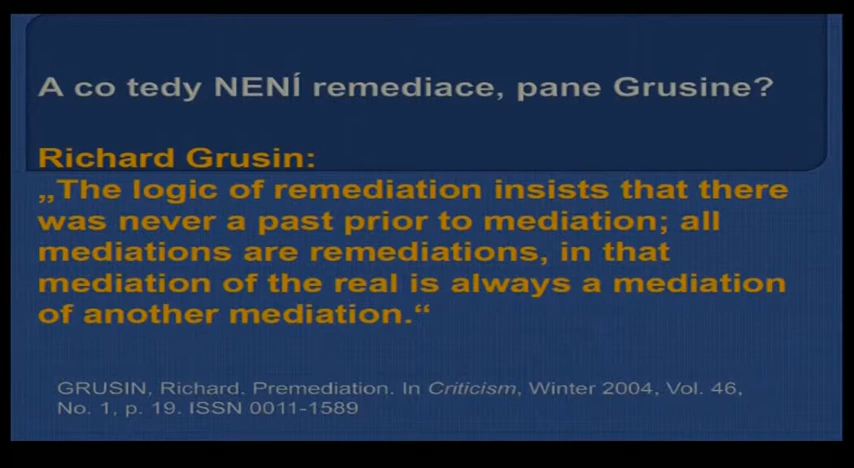 A co tedy NENÍ remediace, pane Grusine?
Richard Grusin:
„The logic of remediation insists that there
was never a past prior to mediation; all
mediations are remediations, in that
mediation of the real is always a mediation
of another mediation.“
GRUSIN, Richard. Premediation. In Criticism, Winter 2004, Vol. 46,
No. 1, p. 19. ISSN 0011-1589